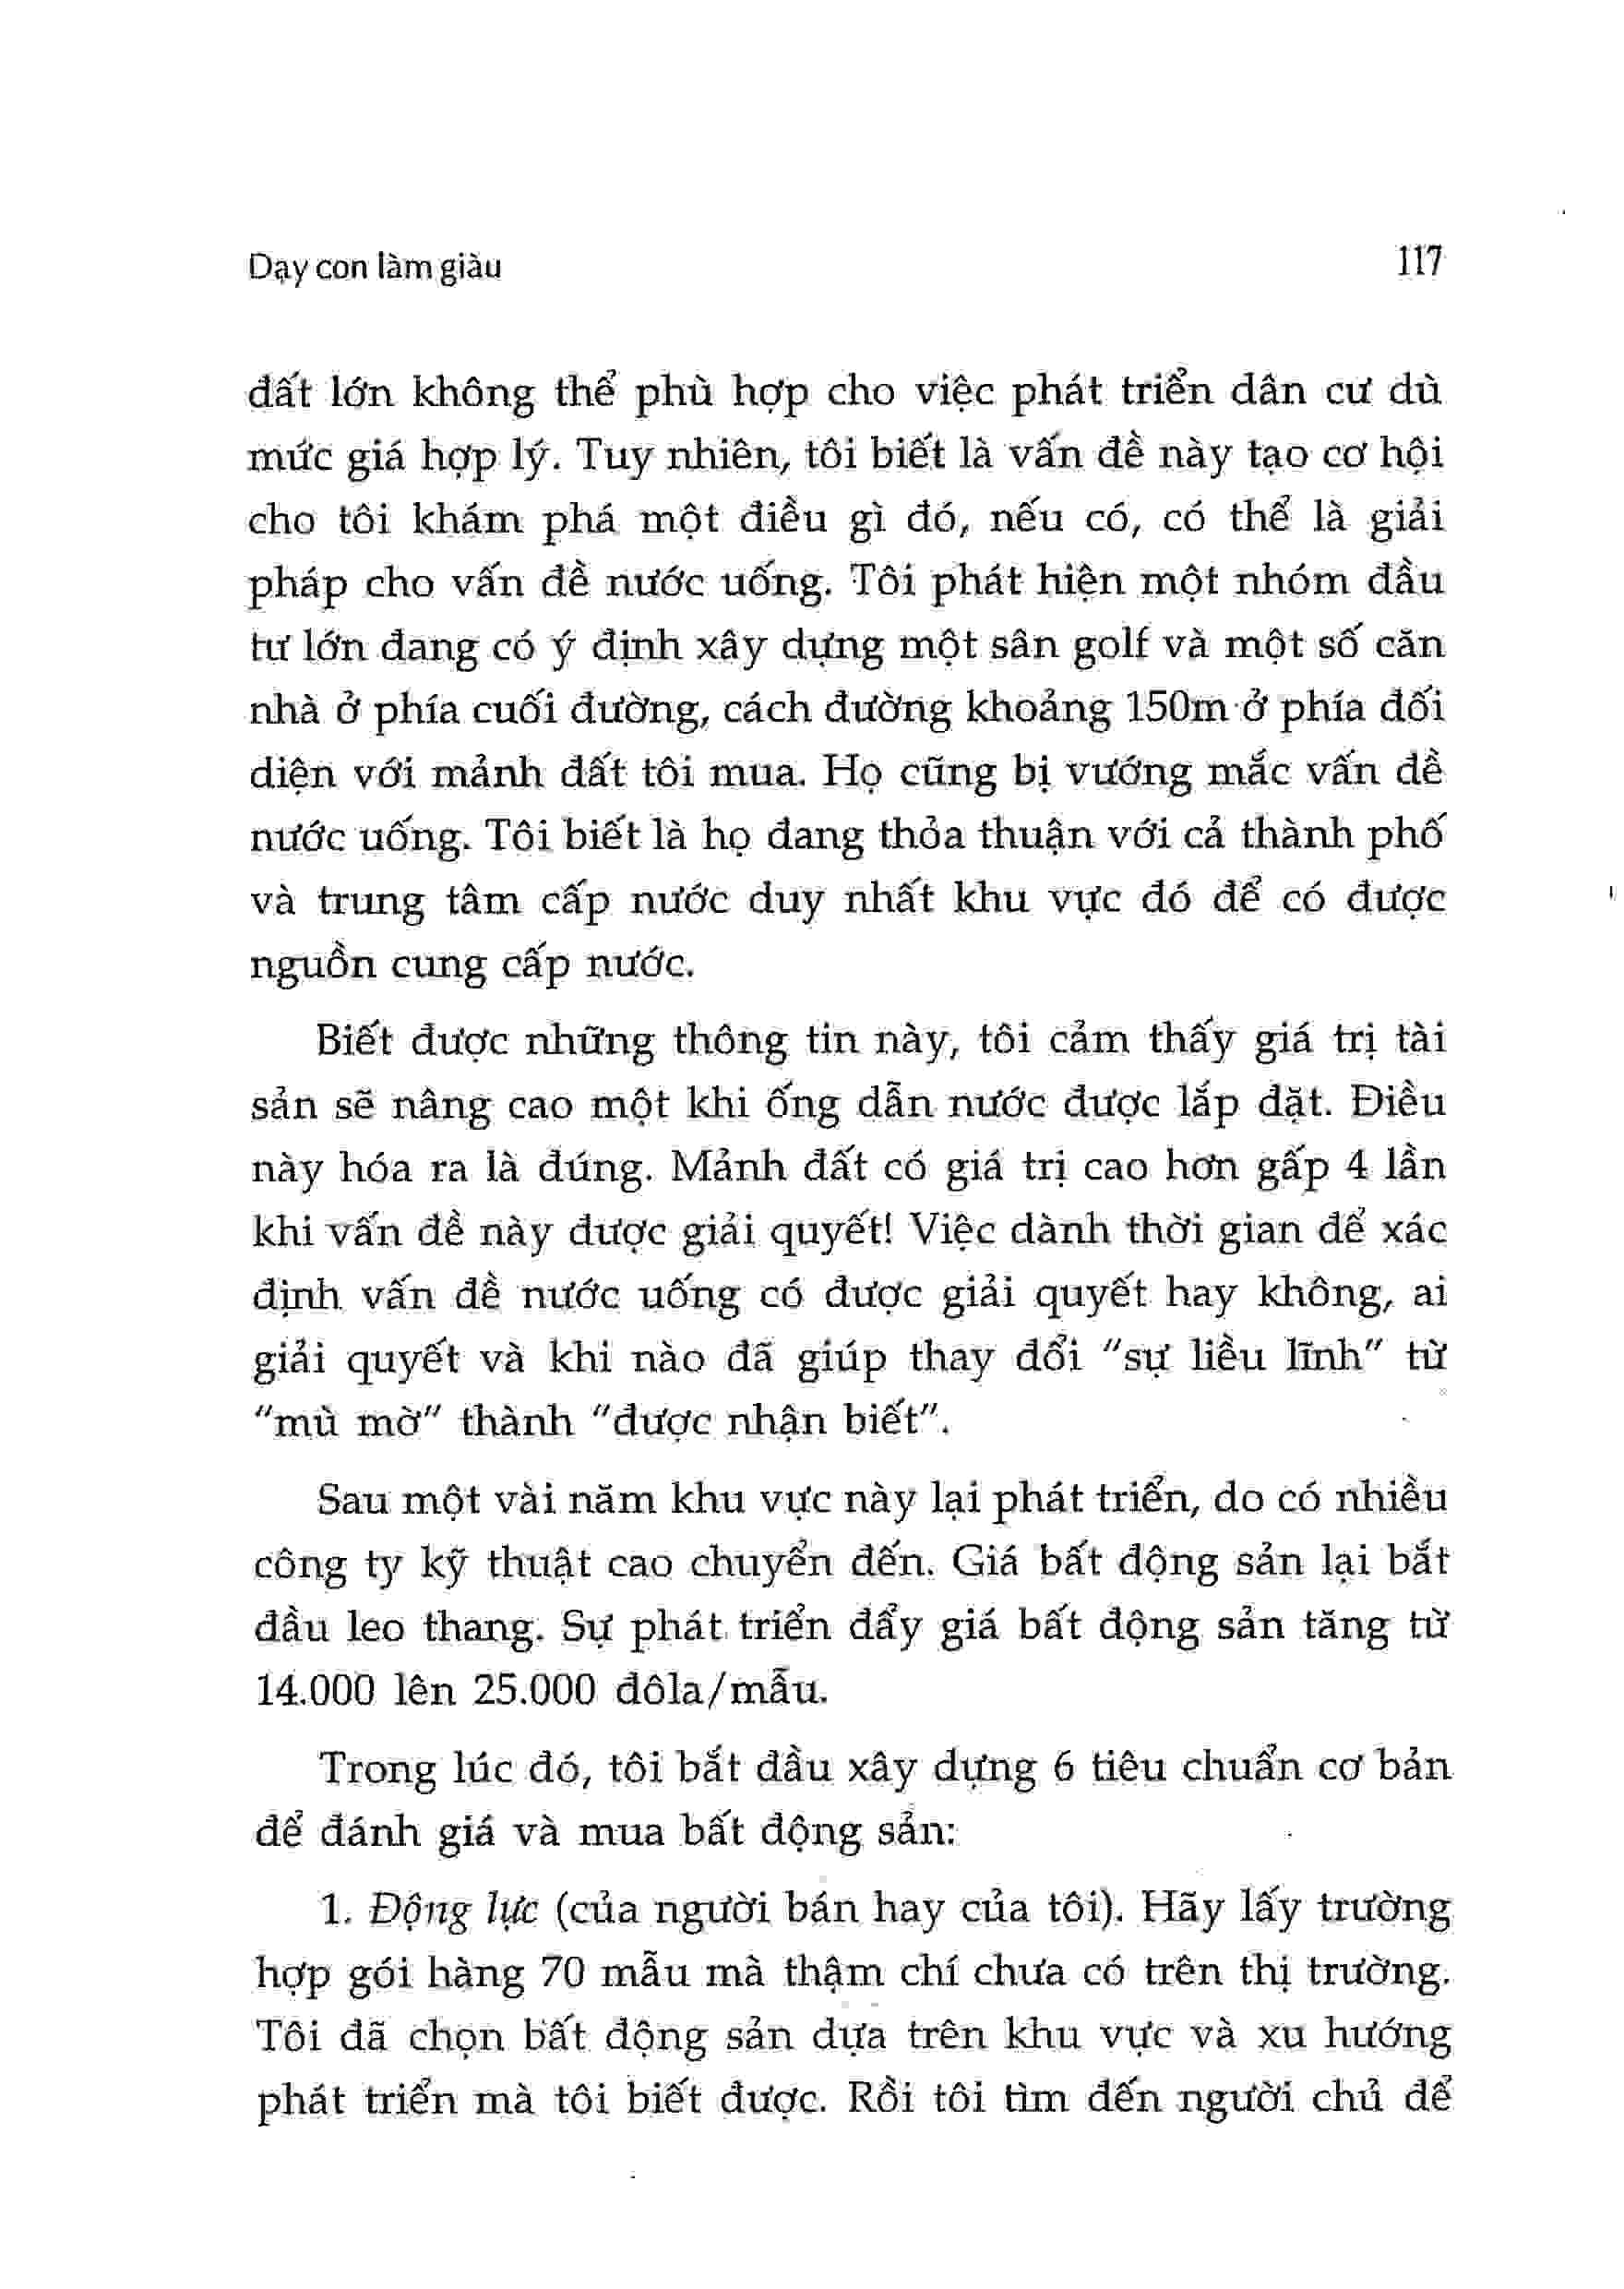 Dạy con làm giàu
117
đất lớn không thể phù hợp cho việc phát triển dân cư dù
mức giá hợp lý. Tuy nhiên, tôi biết là vấn đề này tạo cơ hội
cho tôi khám phá một điều gì đó, nếu có, có thể là giải
pháp cho vấn đề nước uống. Tôi phát hiện một nhóm đầu
tư lớn đang có ý định xây dựng một sân golf và một số căn
nhà ở phía cuối đường, cách đường khoảng 150m ở phía đối
diện với mảnh đất tôi mua. Họ cũng bị vướng mắc vấn đề
nước uống. Tôi biết là họ đang thỏa thuận với cả thành phố
và trung tâm cấp nước duy nhất khu vực đó để có được
nguồn cung cấp nước.
Biết được những thông tin này, tôi cảm thấy giá trị tài
sản sẽ nâng cao một khi ống dẫn nước được lắp đặt. Điều
này hóa ra là đúng. Mảnh đất có giá trị cao hơn gấp 4 lần
khi vấn đề này được giải quyết! Việc dành thời gian để xác
định vấn đề nước uống có được giải quyết hay không, ai
giải quyết và khi nào đã giúp thay đổi "sự liều lĩnh" từ
"mù mờ" thành "được nhận biết".
Sau một vài năm khu vực này lại phát triển, do có nhiều
công ty kỹ thuật cao chuyển đến. Giá bất động sản lại bắt
đầu leo thang. Sự phát triển đẩy giá bất động sản tăng từ
14.000 lên 25.000 đôla/mẫu.
Trong lúc đó, tôi bắt đầu xây dựng 6 tiêu chuẩn cơ bản
để đánh giá và mua bất động sản:
1. Động lực (của người bán hay của tôi). Hãy lấy trường
hợp gói hàng 70 mẫu mà thậm chí chưa có trên thị trường.
Tôi đã chọn bất động sản dựa trên khu vực và xu hướng
phát triển mà tôi biết được. Rồi tôi tìm đến người chủ để